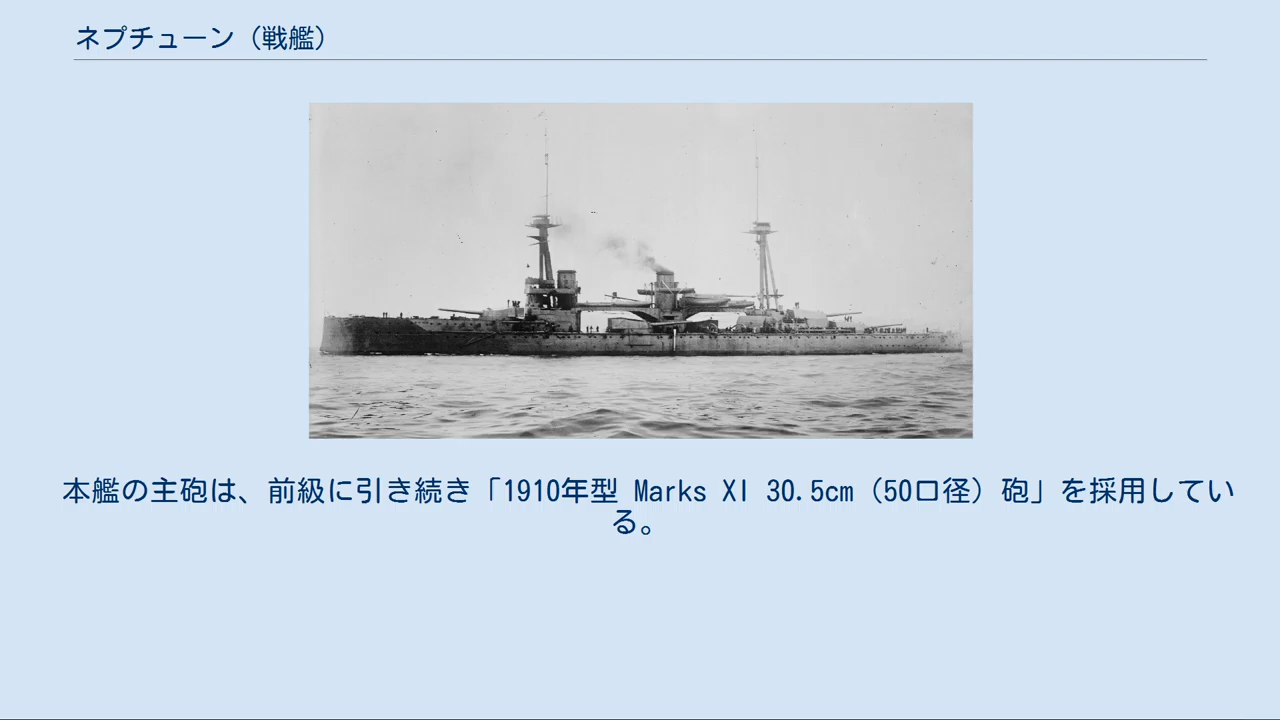 ネプチューン（戦艦）
本艦の主砲は、前級に引き続き「1910年型 Marks XI 30.5cm（50口径）砲」を採用してい
る。